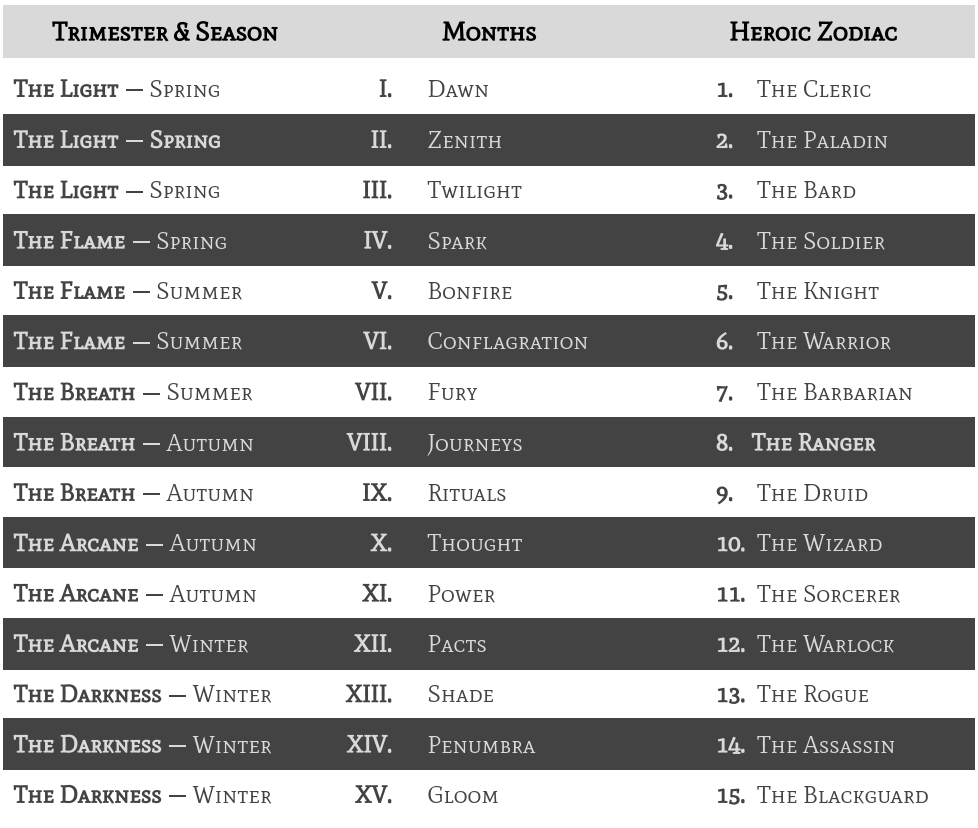 Trimester & Season Months Heroic Zodiac
The Light — Spring I. Dawn 1. The Cleric
The Light — Spring II. Zenith 2. The Paladin
The Light — Spring III. Twilight 3. The Bard
The Flame — Spring IV. Spark 4. The Soldier
The Flame — Summer V. Bonfire 5. The Knight
The Flame — Summer VI. Conflagration 6. The Warrior
The Breath — Summer VII. Fury 7. The Barbarian
The Breath — Autumn VIII. Journeys 8. The Ranger
The Breath — Autumn IX. Rituals 9. The Druid
The Arcane — Autumn X. Thought 10. The Wizard
The Arcane — Autumn XI. Power 11. The Sorcerer
The Arcane — Winter XII. Pacts 12. The Warlock
The Darkness — Winter XIII. Shade 13. The Rogue
The Darkness — Winter XIV. Penumbra 14. The Assassin
The Darkness — Winter XV. Gloom 15. The Blackguard